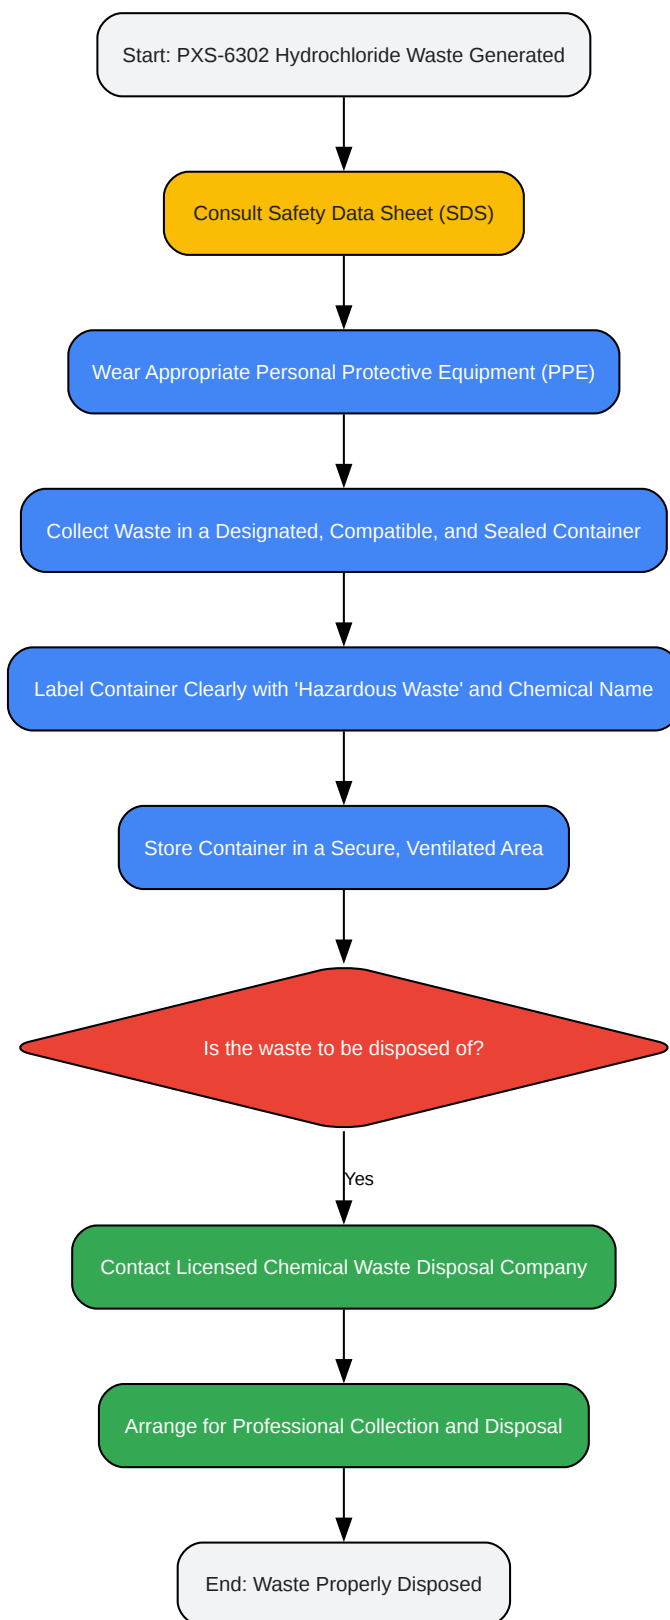 Start: PXS-6302 Hydrochloride Waste Generated
Consult Safety Data Sheet (SDS)
Wear Appropriate Personal Protective Equipment (PPE)
Collect Waste in a Designated, Compatible, and Sealed Container
Label Container Clearly with 'Hazardous Waste' and Chemical Name
Store Container in a Secure, Ventilated Area
Is the waste to be disposed of?
Yes
Contact Licensed Chemical Waste Disposal Company
Arrange for Professional Collection and Disposal
End: Waste Properly Disposed